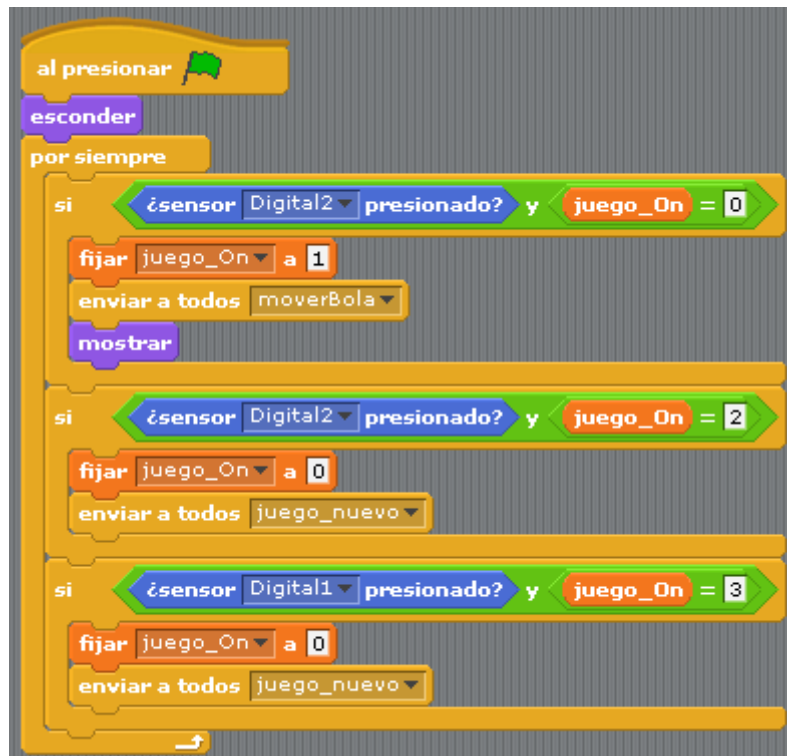 al presionar
esconder
por siempre
si ¿sensor Digital2 presionado? y juego_On = 0
fijar juego_On a 1
enviar a todos moverBola
mostrar
si ¿sensor Digital2 presionado? y juego_On = 2
fijar juego_On a 0
enviar a todos juego_nuevo
si ¿sensor Digital1 presionado? y juego_On = 3
fijar juego_On a 0
enviar a todos juego_nuevo